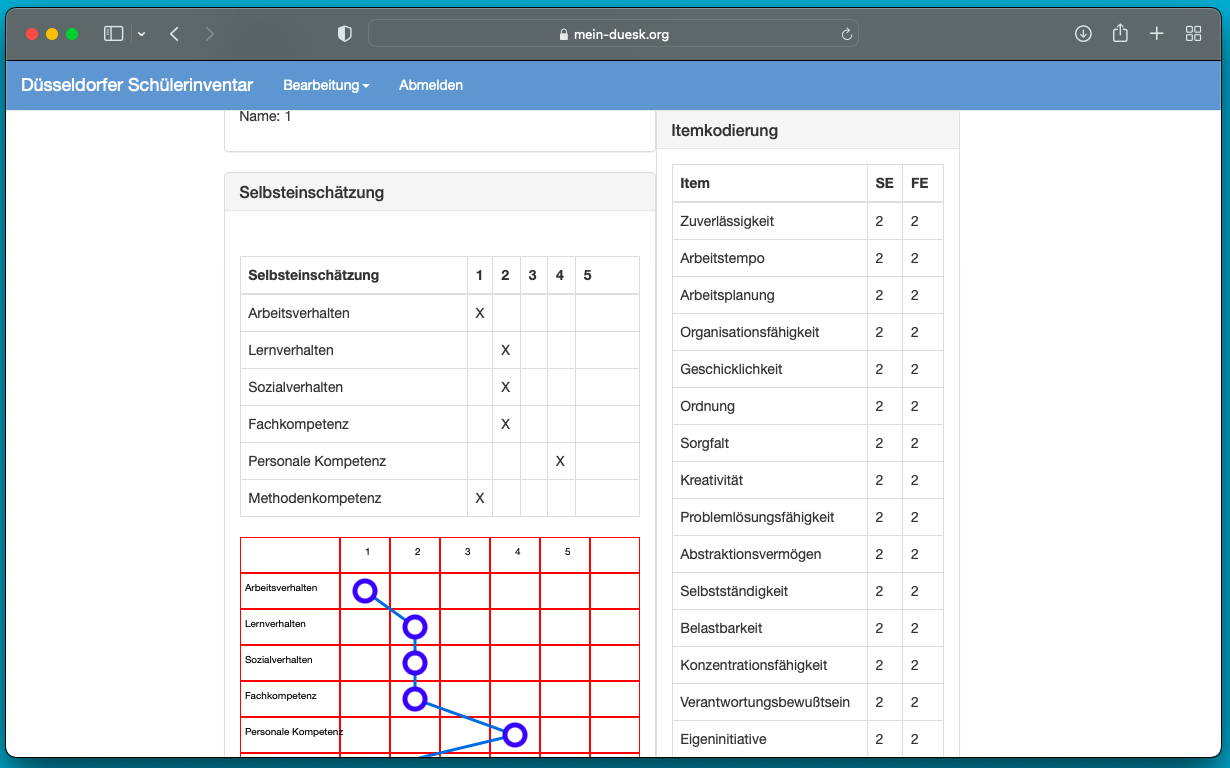 mein-duesk.org
Düsseldorfer Schülerinventar Bearbeitung Abmelden
Name: 1
Selbsteinschätzung
Selbsteinschätzung 1 2 3 4 5
Arbeitsverhalten X
Lernverhalten X
Sozialverhalten X
Fachkompetenz X
Personale Kompetenz X
Methodenkompetenz X
1 2 3 4 5
Arbeitsverhalten
Lernverhalten
Sozialverhalten
Fachkompetenz
Personale Kompetenz
Itemkodierung
Item SE FE
Zuverlässigkeit 2 2
Arbeitstempo 2 2
Arbeitsplanung 2 2
Organisationsfähigkeit 2 2
Geschicklichkeit 2 2
Ordnung 2 2
Sorgfalt 2 2
Kreativität 2 2
Problemlösungsfähigkeit 2 2
Abstraktionsvermögen 2 2
Selbstständigkeit 2 2
Belastbarkeit 2 2
Konzentrationsfähigkeit 2 2
Verantwortungsbewußtsein 2 2
Eigeninitiative 2 2